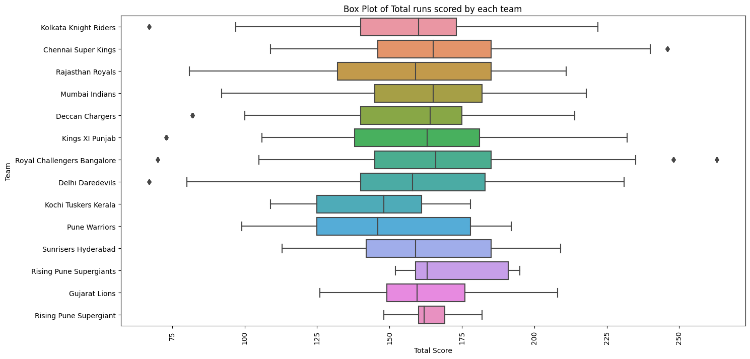 Box Plot of Total runs scored by each team
Team
Kolkata Knight Riders
Chennai Super Kings
Rajasthan Royals
Mumbai Indians
Deccan Chargers
Kings XI Punjab
Royal Challengers Bangalore
Delhi Daredevils
Kochi Tuskers Kerala
Pune Warriors
Sunrisers Hyderabad
Rising Pune Supergiants
Gujarat Lions
Rising Pune Supergiant
75 100 125 150 175 200 225 250
Total Score